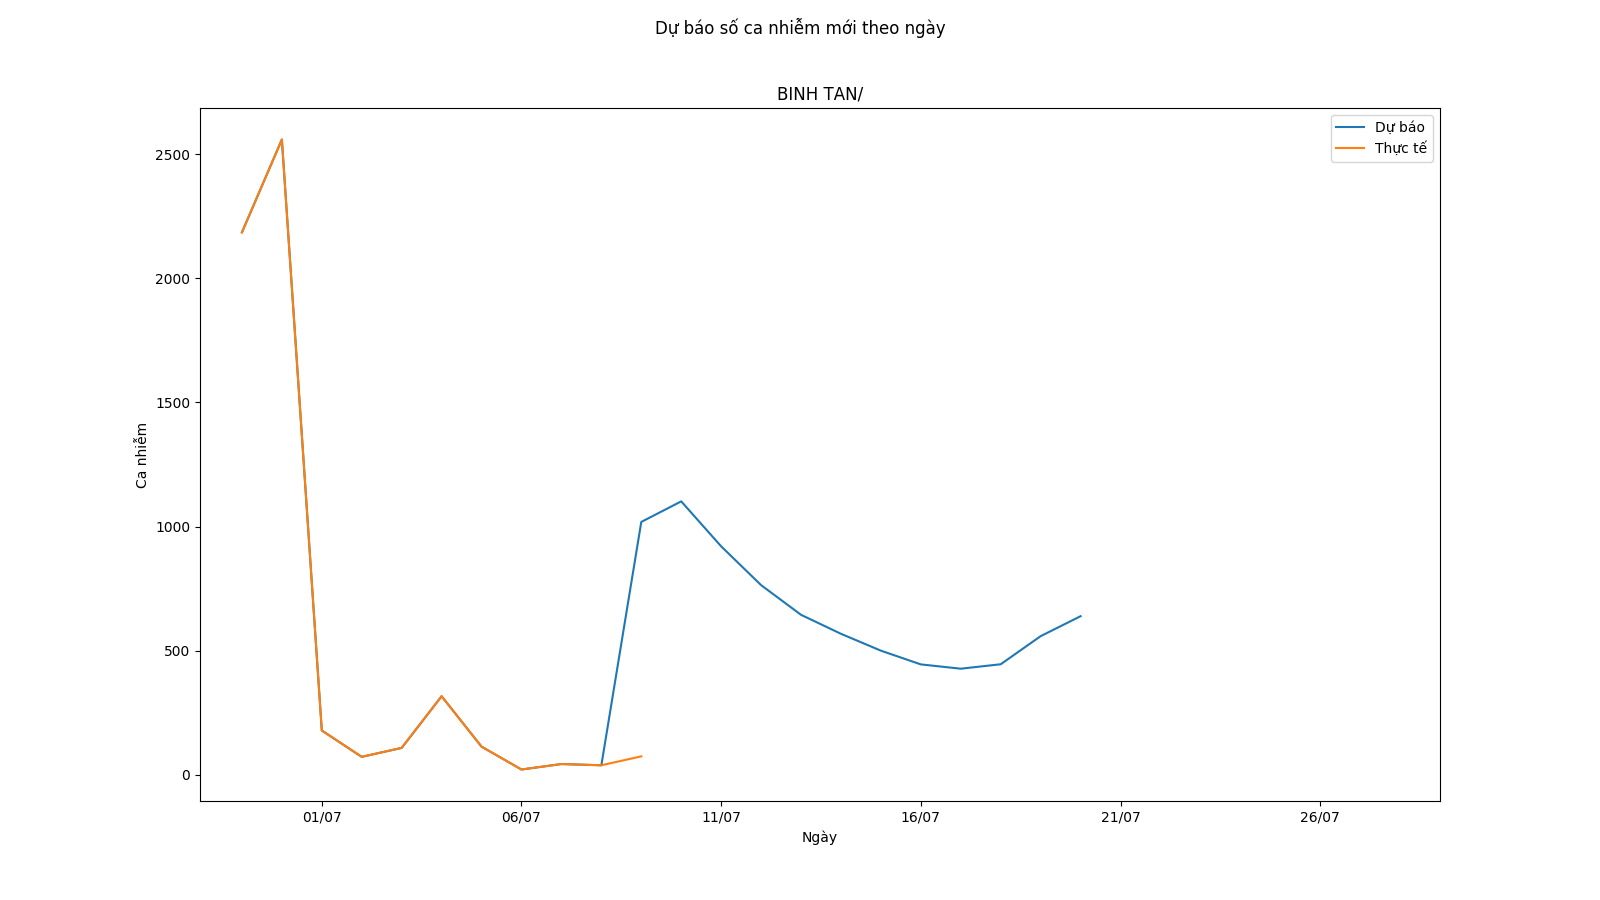 Dự báo số ca nhiễm mới theo ngày
BINH TAN/
Dự báo
Thực tế
2500
2000
1500
1000
500
0
Ca nhiễm
01/07
06/07
11/07
16/07
21/07
26/07
Ngày